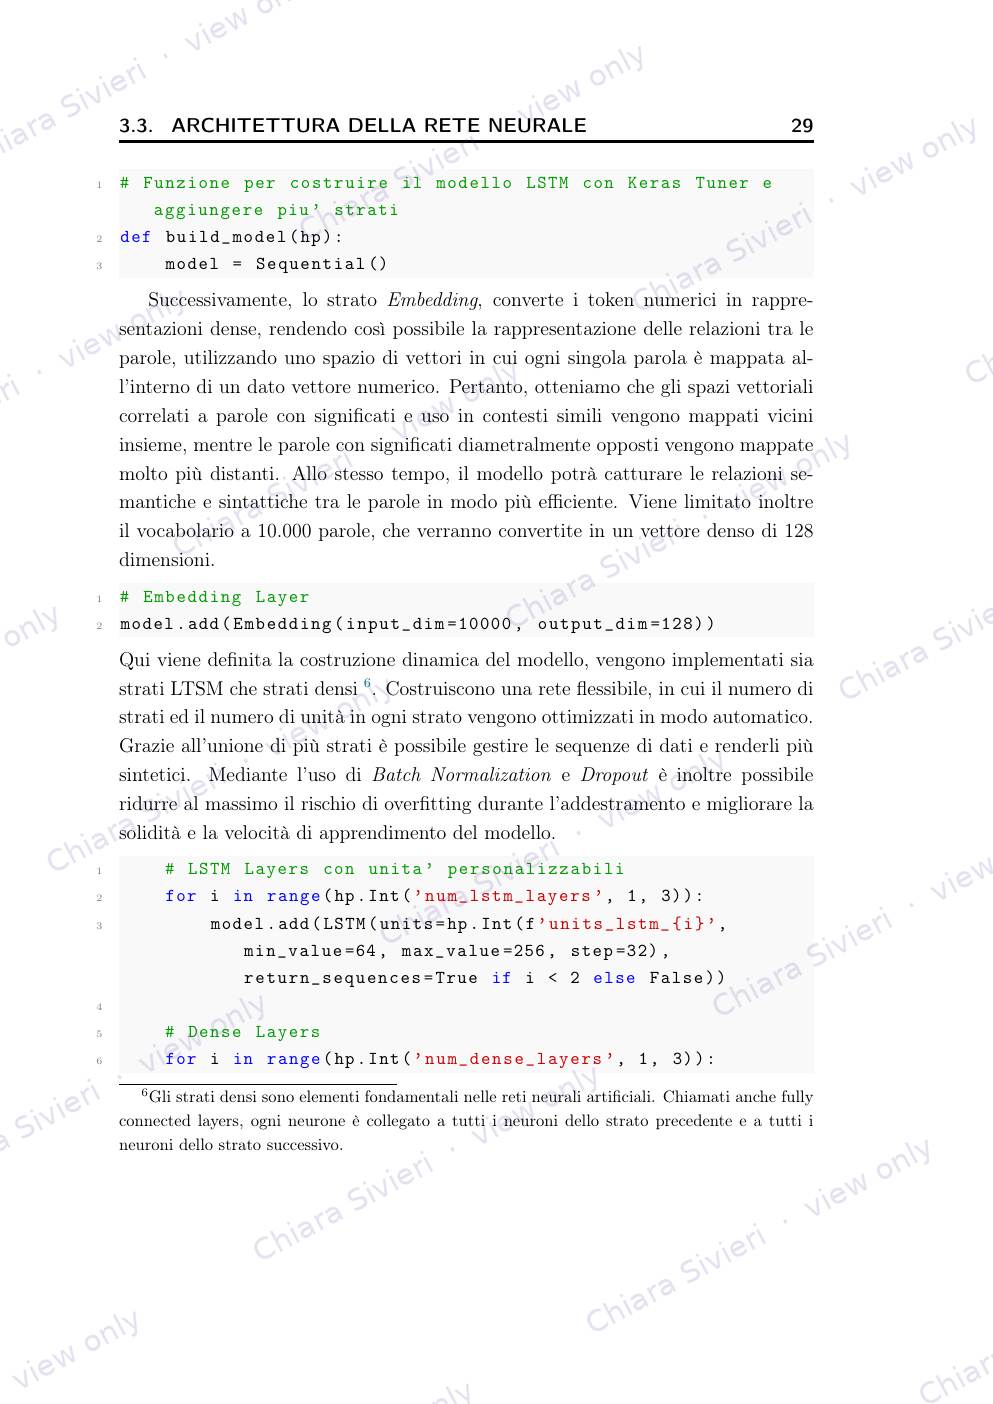 3.3. ARCHITETTURA DELLA RETE NEURALE 29
1 # Funzione per costruire il modello LSTM con Keras Tuner e
aggiungere piu' strati
2 def build_model(hp):
3 model = Sequential()
Successivamente, lo strato Embedding, converte i token numerici in rappre-
sentazioni dense, rendendo così possibile la rappresentazione delle relazioni tra le
parole, utilizzando uno spazio di vettori in cui ogni singola parola è mappata al-
l'interno di un dato vettore numerico. Pertanto, otteniamo che gli spazi vettoriali
correlati a parole con significati e uso in contesti simili vengono mappati vicini
insieme, mentre le parole con significati diametralmente opposti vengono mappate
molto più distanti. Allo stesso tempo, il modello potrà catturare le relazioni se-
mantiche e sintattiche tra le parole in modo più efficiente. Viene limitato inoltre
il vocabolario a 10.000 parole, che verranno convertite in un vettore denso di 128
dimensioni.
1 # Embedding Layer
2 model.add(Embedding(input_dim=10000, output_dim=128))
Qui viene definita la costruzione dinamica del modello, vengono implementati sia
strati LTSM che strati densi 6. Costruiscono una rete flessibile, in cui il numero di
strati ed il numero di unità in ogni strato vengono ottimizzati in modo automatico.
Grazie all'unione di più strati è possibile gestire le sequenze di dati e renderli più
sintetici. Mediante l'uso di Batch Normalization e Dropout è inoltre possibile
ridurre al massimo il rischio di overfitting durante l'addestramento e migliorare la
solidità e la velocità di apprendimento del modello.
1 # LSTM Layers con unita' personalizzabili
2 for i in range(hp.Int('num_lstm_layers', 1, 3)):
3 model.add(LSTM(units=hp.Int(f'units_lstm_{i}',
min_value=64, max_value=256, step=32),
return_sequences=True if i < 2 else False))
4
5 # Dense Layers
6 for i in range(hp.Int('num_dense_layers', 1, 3)):
6Gli strati densi sono elementi fondamentali nelle reti neurali artificiali. Chiamati anche fully
connected layers, ogni neurone è collegato a tutti i neuroni dello strato precedente e a tutti i
neuroni dello strato successivo.
Chiara Sivieri · view only